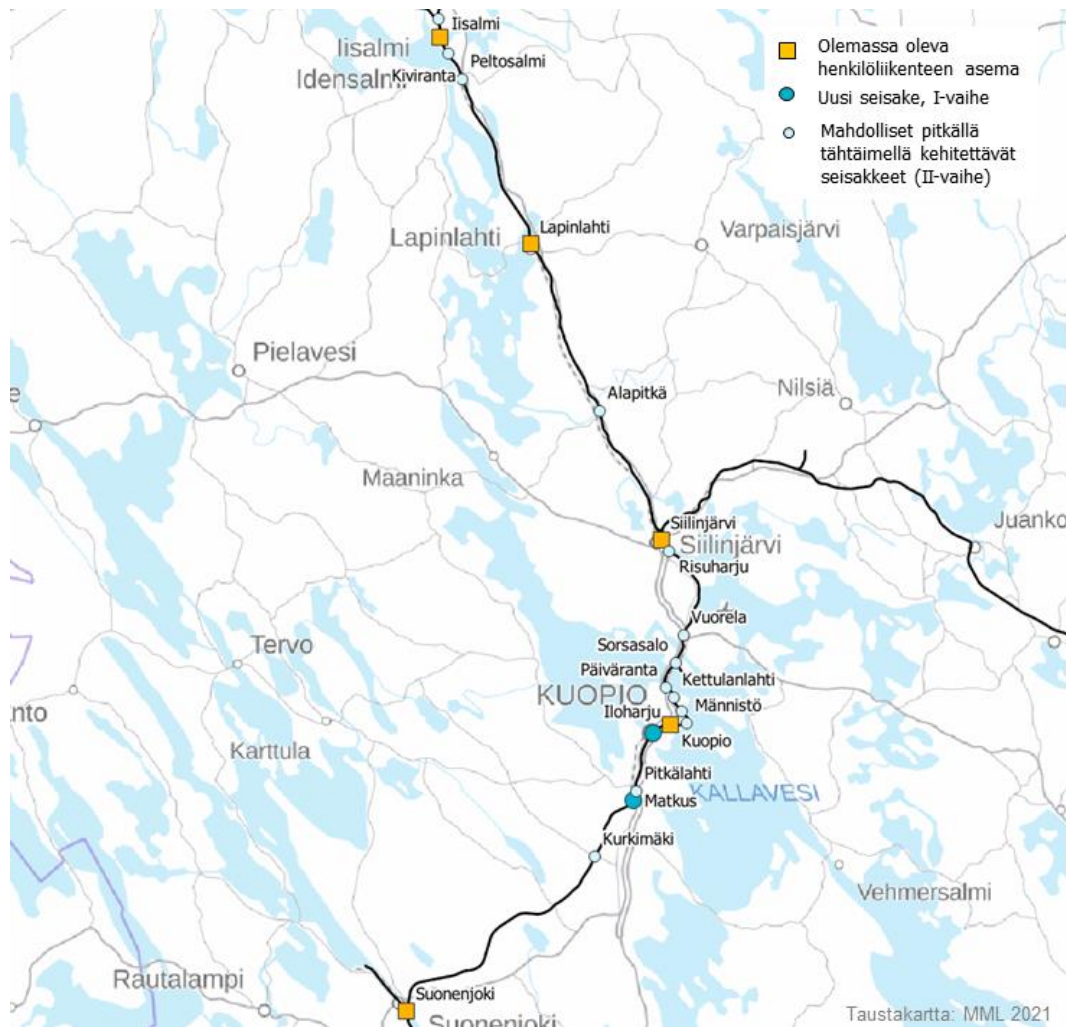 Iisalmi
Iisalmi
Idensalmi
Peltosalmi
Kiviranta
Olemassa oleva
henkilöliikenteen asema
Uusi seisake, I-vaihe
Mahdolliset pitkällä
tähtäimellä kehitettävät
seisakkeet (II-vaihe)
Lapinlahti
Lapinlahti
Varpaisjärvi
Pielavesi
Alapitkä
Nilsiä
e
Maaninka
Siilinjärvi
Siilinjärvi
Juanko
Risuharju
Vuorela
Tervo
Sorsasalo
Päiväranta
Kettulanlahti
KUOPIO
Männistö
Iloharju
nto
Kuopio
Karttula
Pitkälahti
KALLAVESI
Matkus
Kurkimäki
Vehmersalmi
Rautalampi
Suonenjoki
Suonenjoki
Taustakartta: MML 2021